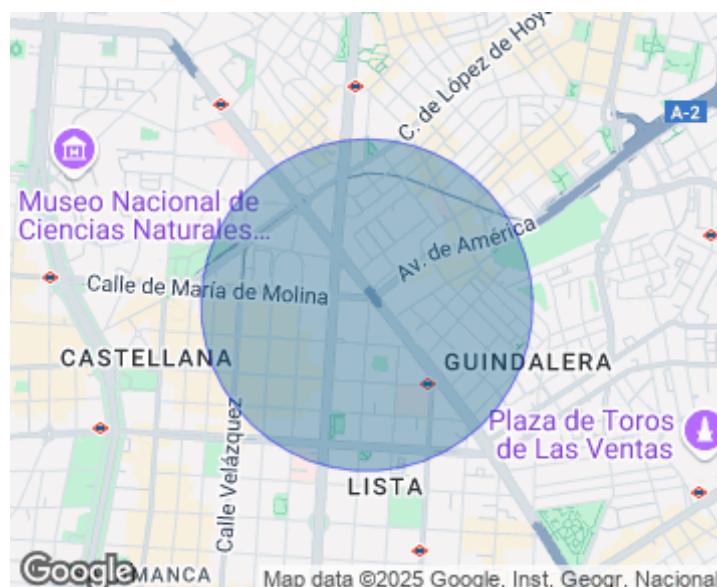 C. de López de Hoyos
A-2
Museo Nacional de
Ciencias Naturales...
Av. de América
Calle de María de Molina
CASTELLANA
GUINDALERA
Calle Velázquez
Plaza de Toros
de Las Ventas
LISTA
Google
AMANCA
Map data ©2025 Google, Inst. Geogr. Nacional